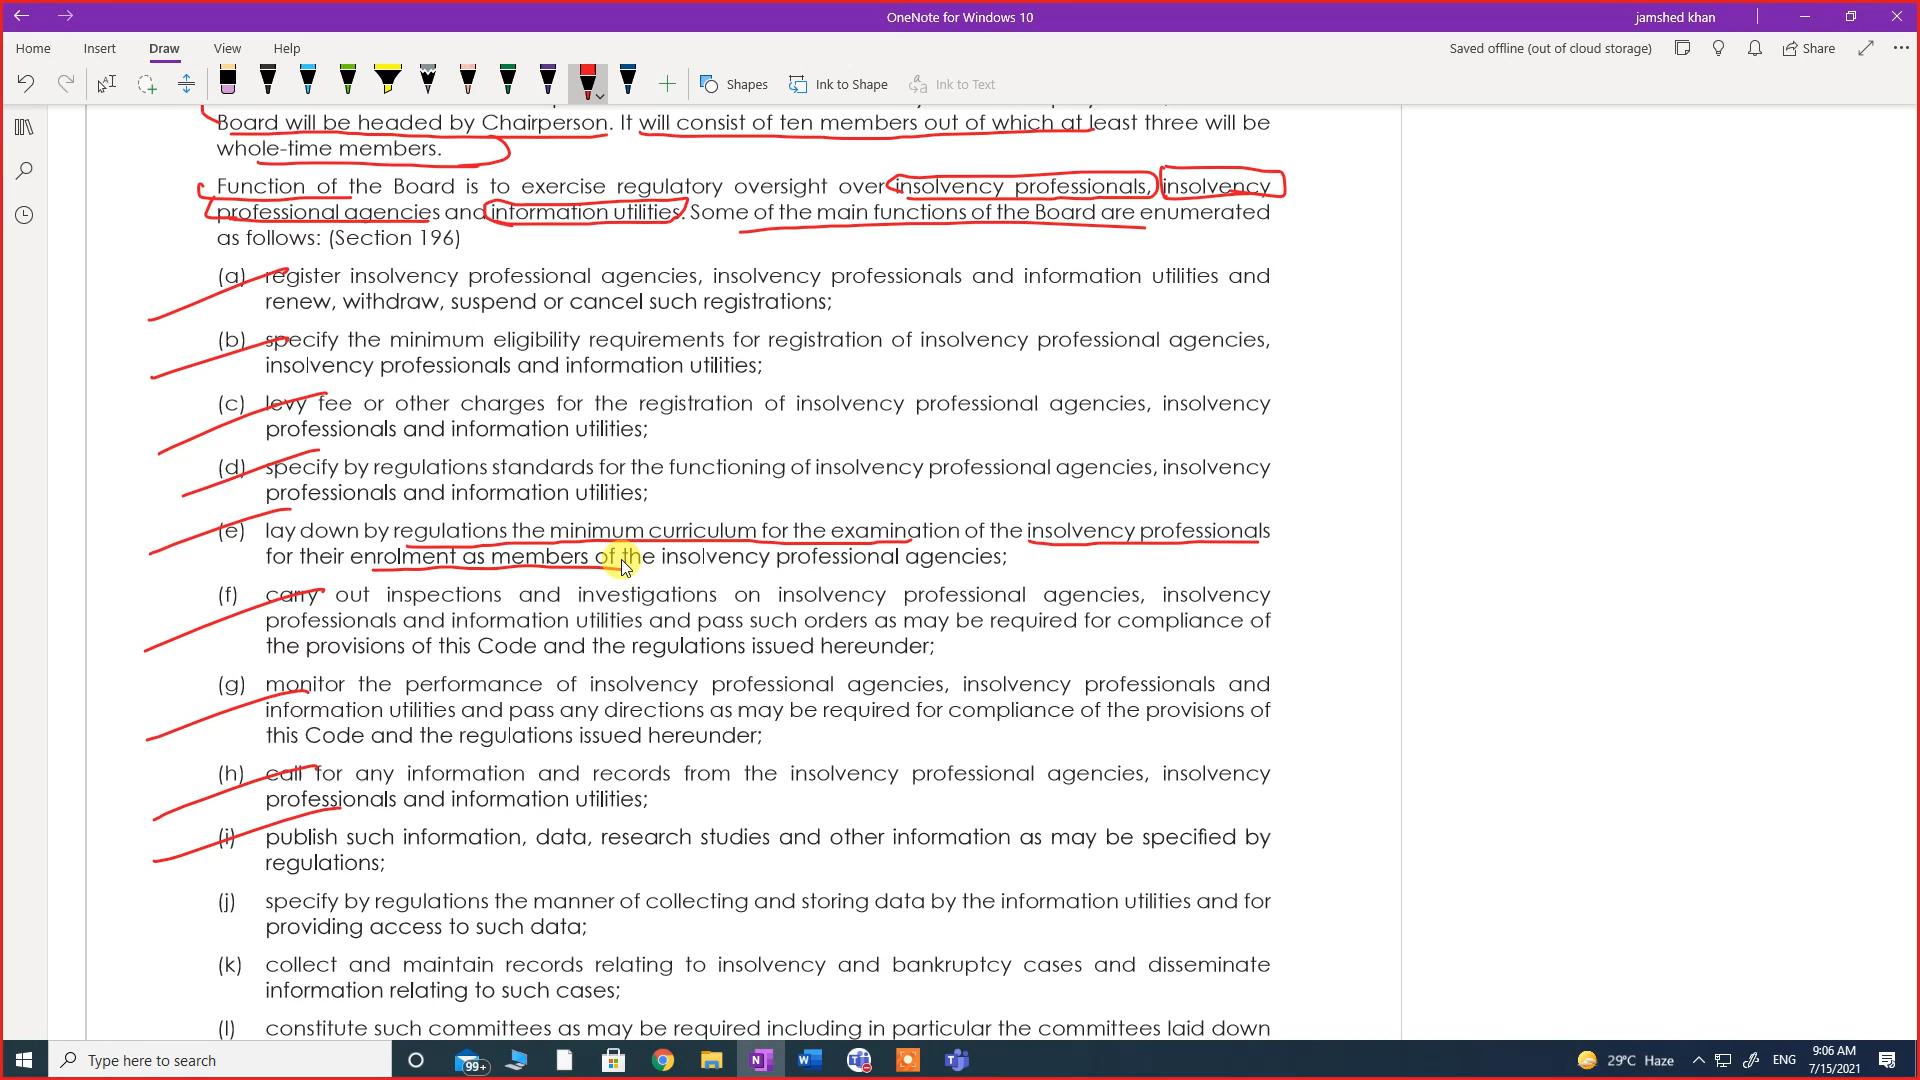 OneNote for Windows 10
jamshed khan
Home Insert Draw View Help
Saved offline (out of cloud storage)
Share
Shapes
Ink to Shape
Ink to Text
Board will be headed by Chairperson. It will consist of ten members out of which at least three will be
whole-time members.
Function of the Board is to exercise regulatory oversight over insolvency professionals, insolvency
professional agencies and information utilities. Some of the main functions of the Board are enumerated
as follows: (Section 196)
(a) register insolvency professional agencies, insolvency professionals and information utilities and
renew, withdraw, suspend or cancel such registrations;
(b) specify the minimum eligibility requirements for registration of insolvency professional agencies,
insolvency professionals and information utilities;
(c) levy fee or other charges for the registration of insolvency professional agencies, insolvency
professionals and information utilities;
(d) specify by regulations standards for the functioning of insolvency professional agencies, insolvency
professionals and information utilities;
(e) lay down by regulations the minimum curriculum for the examination of the insolvency professionals
for their enrolment as members of the insolvency professional agencies;
(f) carry out inspections and investigations on insolvency professional agencies, insolvency
professionals and information utilities and pass such orders as may be required for compliance of
the provisions of this Code and the regulations issued hereunder;
(g) monitor the performance of insolvency professional agencies, insolvency professionals and
information utilities and pass any directions as may be required for compliance of the provisions of
this Code and the regulations issued hereunder;
(h) call for any information and records from the insolvency professional agencies, insolvency
professionals and information utilities;
(i) publish such information, data, research studies and other information as may be specified by
regulations;
(j) specify by regulations the manner of collecting and storing data by the information utilities and for
providing access to such data;
(k) collect and maintain records relating to insolvency and bankruptcy cases and disseminate
information relating to such cases;
(l) constitute such committees as may be required including in particular the committees laid down
Type here to search
99+
29°C Haze
ENG
9:06 AM
7/15/2021